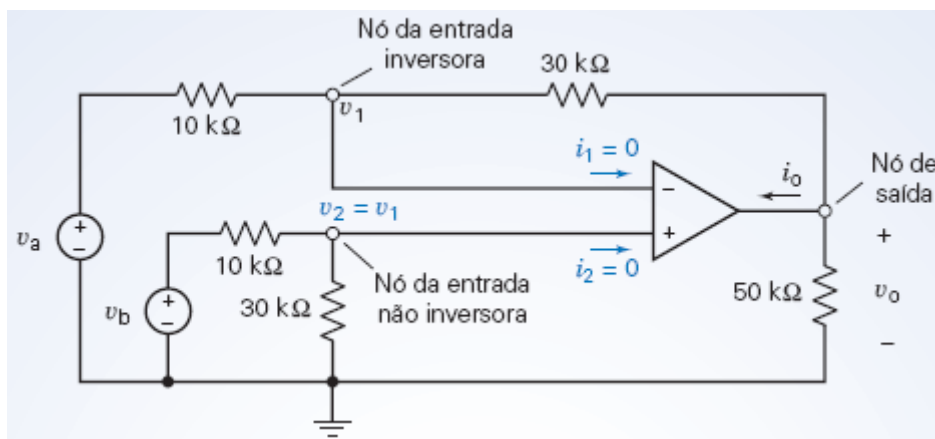 Nó da entrada
inversora
30 kΩ
10 kΩ
v₁
i₁ = 0
Nó de
saída
iₒ
−
v₂ = v₁
vₐ
+
−
10 kΩ
+
i₂ = 0
+
v_b
+
−
30 kΩ
Nó da entrada
não inversora
50 kΩ
vₒ
−